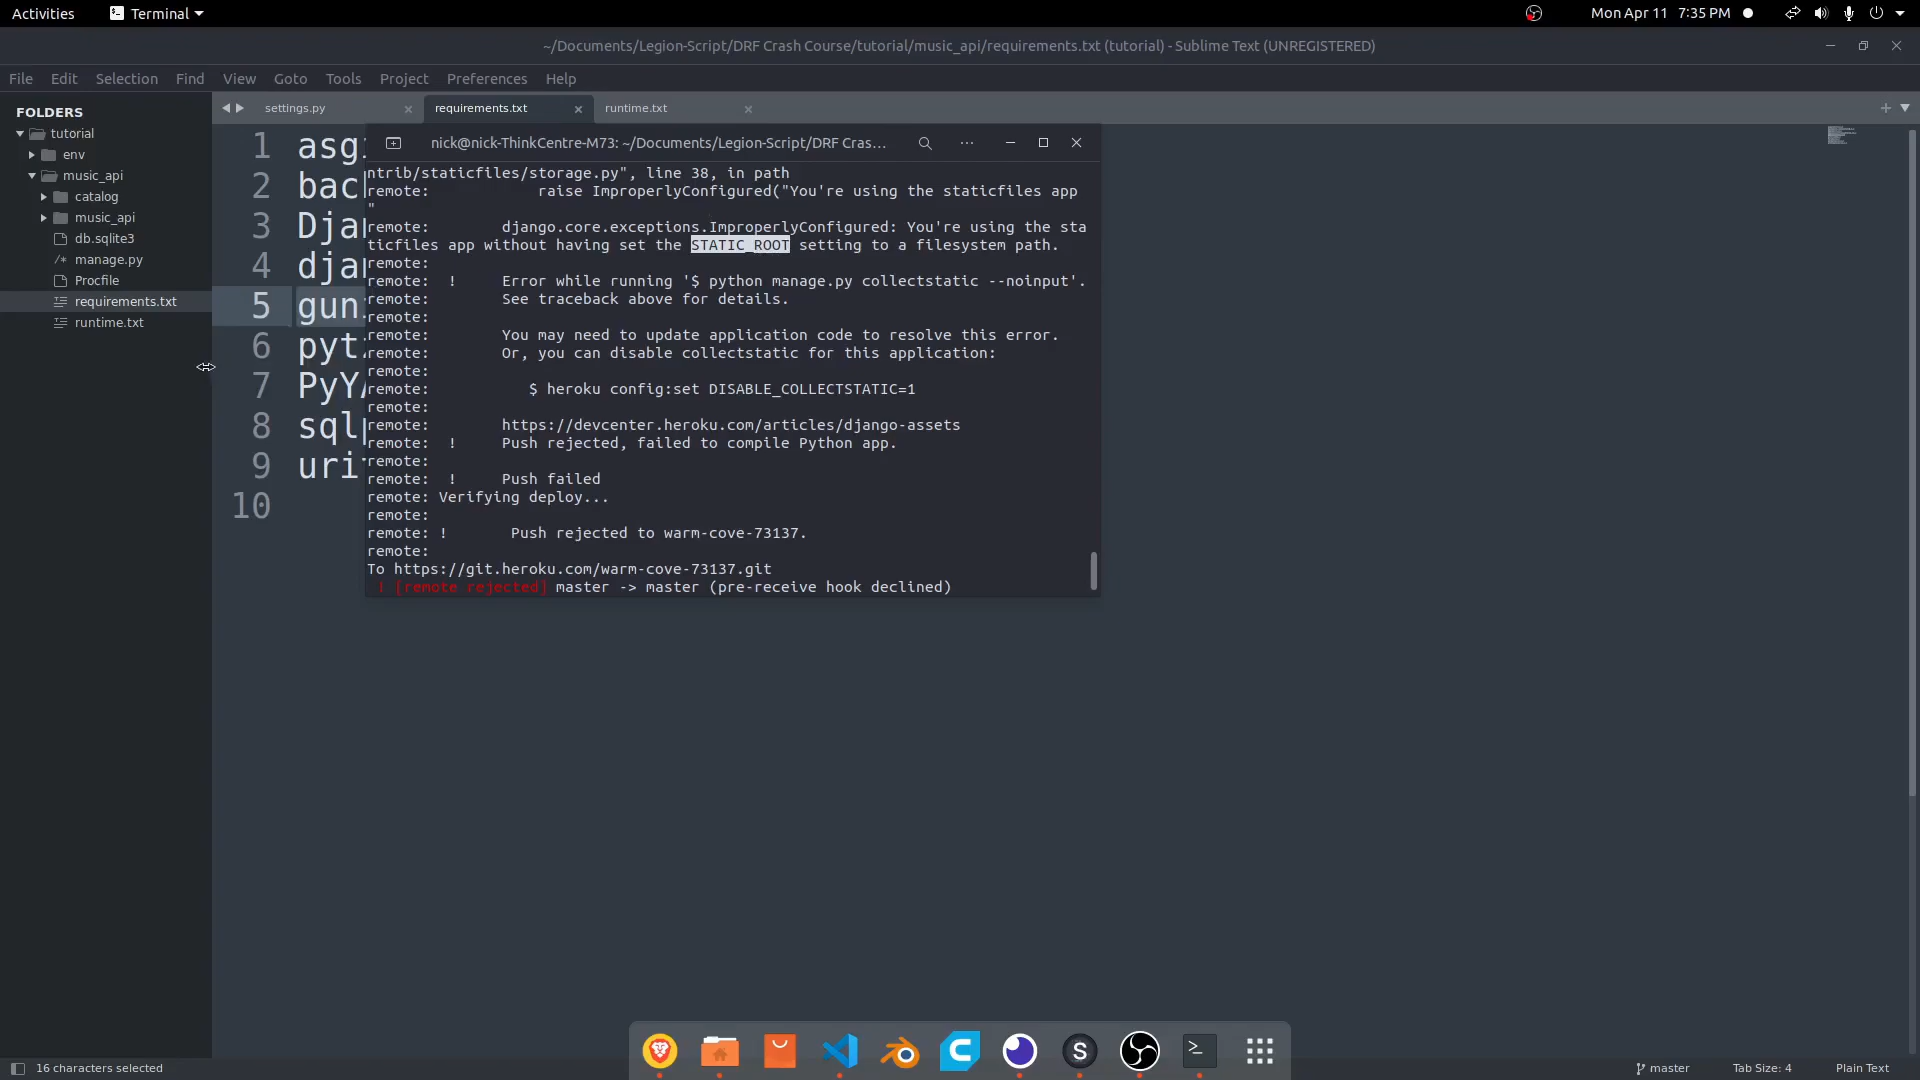 Activities
Terminal
Mon Apr 11 7:35 PM
~/Documents/Legion-Script/DRF Crash Course/tutorial/music_api/requirements.txt (tutorial) - Sublime Text (UNREGISTERED)
File Edit Selection Find View Goto Tools Project Preferences Help
FOLDERS
tutorial
env
music_api
catalog
music_api
db.sqlite3
/* manage.py
Procfile
requirements.txt
runtime.txt
settings.py
requirements.txt
runtime.txt
1 asg
2 bac
3 Dja
4 dja
5 gun
6 pyt
7 PyY
8 sql
9 uri
10
nick@nick-ThinkCentre-M73: ~/Documents/Legion-Script/DRF Cras...
ntrib/staticfiles/storage.py", line 38, in path
remote: raise ImproperlyConfigured("You're using the staticfiles app
"
remote: django.core.exceptions.ImproperlyConfigured: You're using the sta
ticfiles app without having set the STATIC_ROOT setting to a filesystem path.
remote:
remote: ! Error while running '$ python manage.py collectstatic --noinput'.
remote: See traceback above for details.
remote:
remote: You may need to update application code to resolve this error.
remote: Or, you can disable collectstatic for this application:
remote:
remote: $ heroku config:set DISABLE_COLLECTSTATIC=1
remote:
remote: https://devcenter.heroku.com/articles/django-assets
remote: ! Push rejected, failed to compile Python app.
remote:
remote: ! Push failed
remote: Verifying deploy...
remote:
remote: ! Push rejected to warm-cove-73137.
remote:
To https://git.heroku.com/warm-cove-73137.git
! [remote rejected] master -> master (pre-receive hook declined)
16 characters selected
master
Tab Size: 4
Plain Text